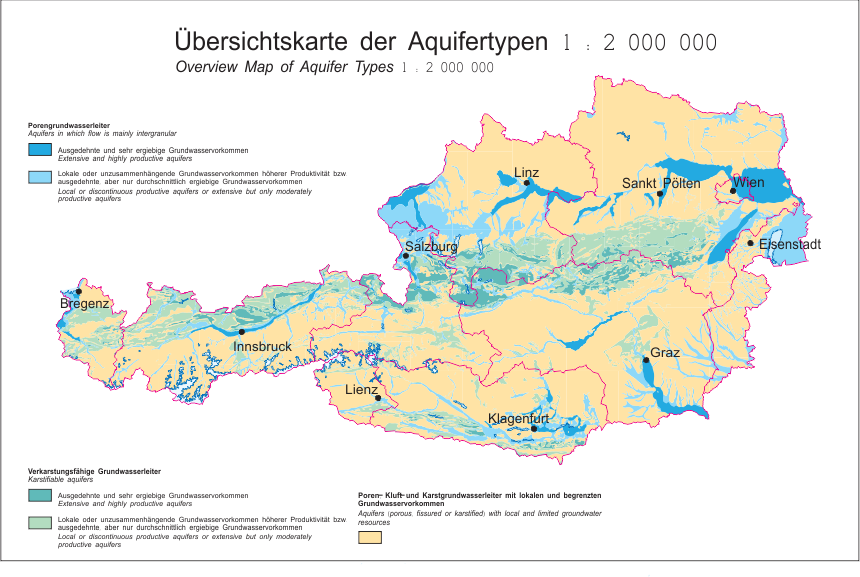 Übersichtskarte der Aquifertypen 1 : 2 000 000
Overview Map of Aquifer Types 1 : 2 000 000
Porengrundwasserleiter
Aquifers in which flow is mainly intergranular
Ausgedehnte und sehr ergiebige Grundwasservorkommen
Extensive and highly productive aquifers
Lokale oder unzusammenhängende Grundwasservorkommen höherer Produktivität bzw
ausgedehnte, aber nur durchschnittlich ergiebige Grundwasservorkommen
Local or discontinuous productive aquifers or extensive but only moderately
productive aquifers
Linz
Sankt Pölten
Wien
Salzburg
Eisenstadt
Bregenz
Innsbruck
Graz
Lienz
Klagenfurt
Verkarstungsfähige Grundwasserleiter
Karstifiable aquifers
Ausgedehnte und sehr ergiebige Grundwasservorkommen
Extensive and highly productive aquifers
Lokale oder unzusammenhängende Grundwasservorkommen höherer Produktivität bzw
ausgedehnte, aber nur durchschnittlich ergiebige Grundwasservorkommen
Local or discontinuous productive aquifers or extensive but only moderately
productive aquifers
Poren- Kluft- und Karstgrundwasserleiter mit lokalen und begrenzten
Grundwasservorkommen
Aquifers (porous, fissured or karstified) with local and limited groundwater
resources